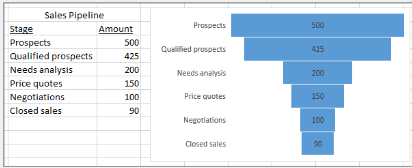 Sales Pipeline
Stage Amount
Prospects 500
Qualified prospects 425
Needs analysis 200
Price quotes 150
Negotiations 100
Closed sales 90
Prospects 500
Qualified prospects 425
Needs analysis 200
Price quotes 150
Negotiations 100
Closed sales 90